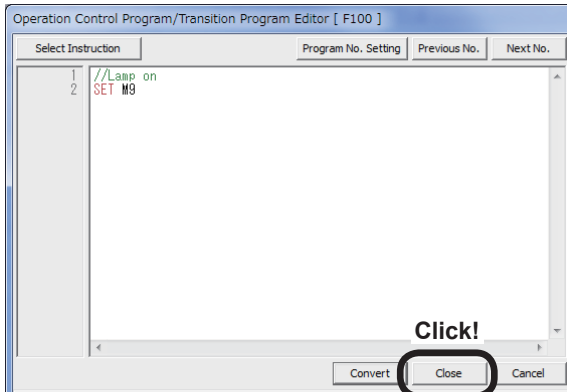 Operation Control Program/Transition Program Editor [ F100 ]
Select Instruction Program No. Setting Previous No. Next No.
1 //Lamp on
2 SET M9
Click!
Convert Close Cancel